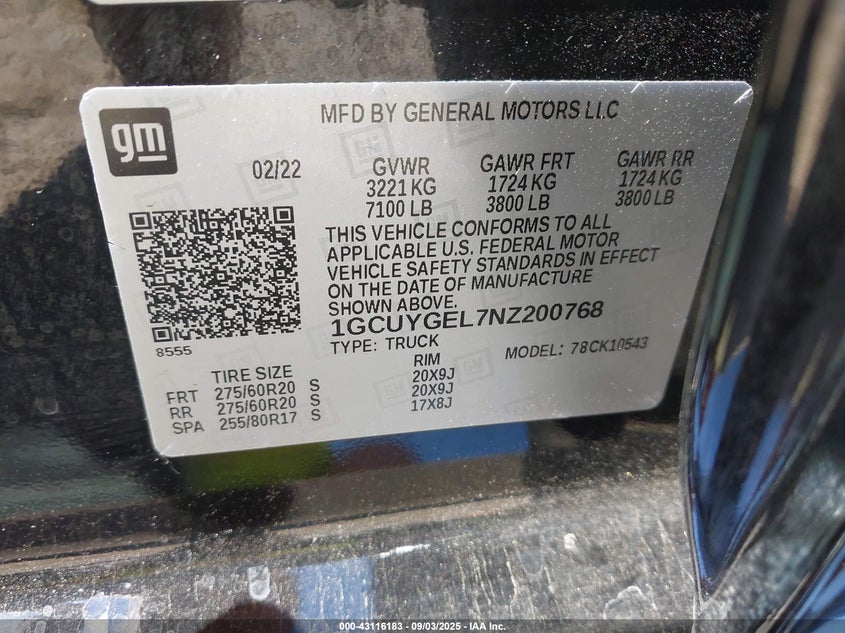 gm
MFD BY GENERAL MOTORS LLC
02/22
GVWR GAWR FRT GAWR RR
3221 KG 1724 KG 1724 KG
7100 LB 3800 LB 3800 LB
THIS VEHICLE CONFORMS TO ALL
APPLICABLE U.S. FEDERAL MOTOR
VEHICLE SAFETY STANDARDS IN EFFECT
ON THE DATE OF MANUFACTURE
SHOWN ABOVE.
1GCUYGEL7NZ200768
8555
TYPE: TRUCK MODEL: 78CK10543
TIRE SIZE RIM
FRT 275/60R20 S 20X9J
RR 275/60R20 S 20X9J
SPA 255/80R17 S 17X8J
000-43116183 - 09/03/2025 - IAA Inc.